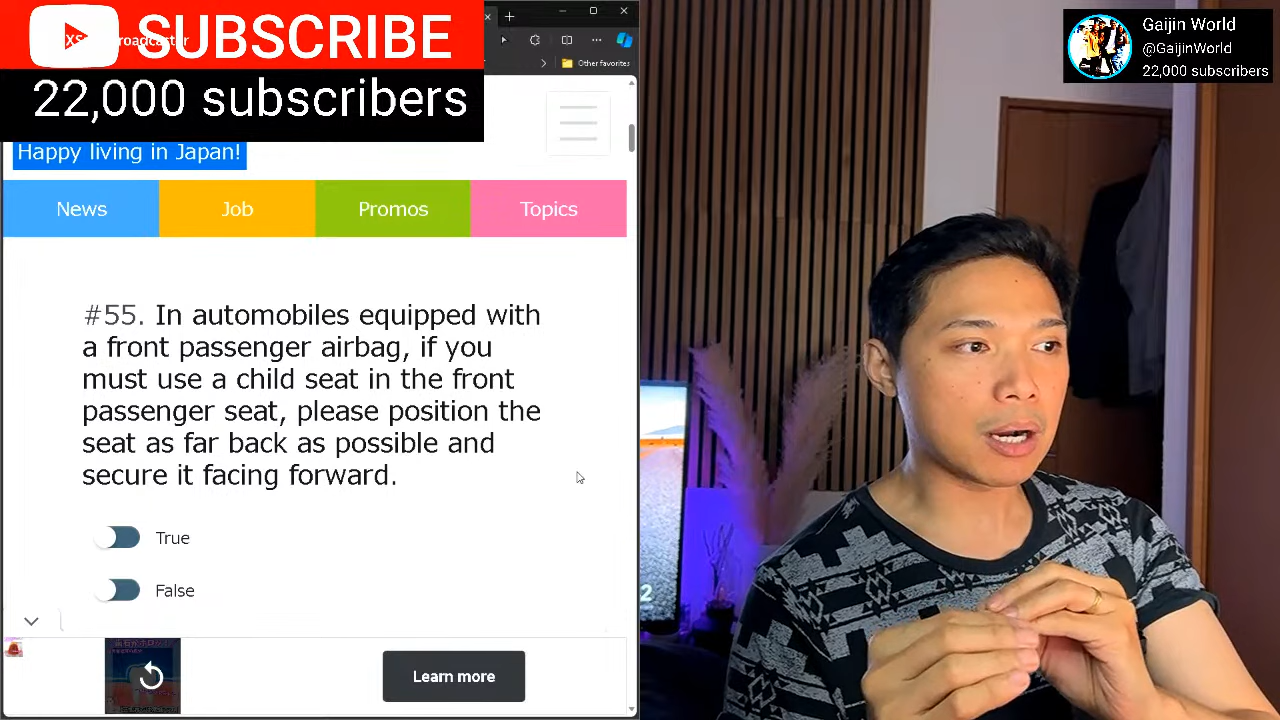 SUBSCRIBE
22,000 subscribers
Gaijin World
@GaijinWorld
22,000 subscribers
Other favorites
Happy living in Japan!
News
Job
Promos
Topics
#55. In automobiles equipped with
a front passenger airbag, if you
must use a child seat in the front
passenger seat, please position the
seat as far back as possible and
secure it facing forward.
True
False
Learn more
2